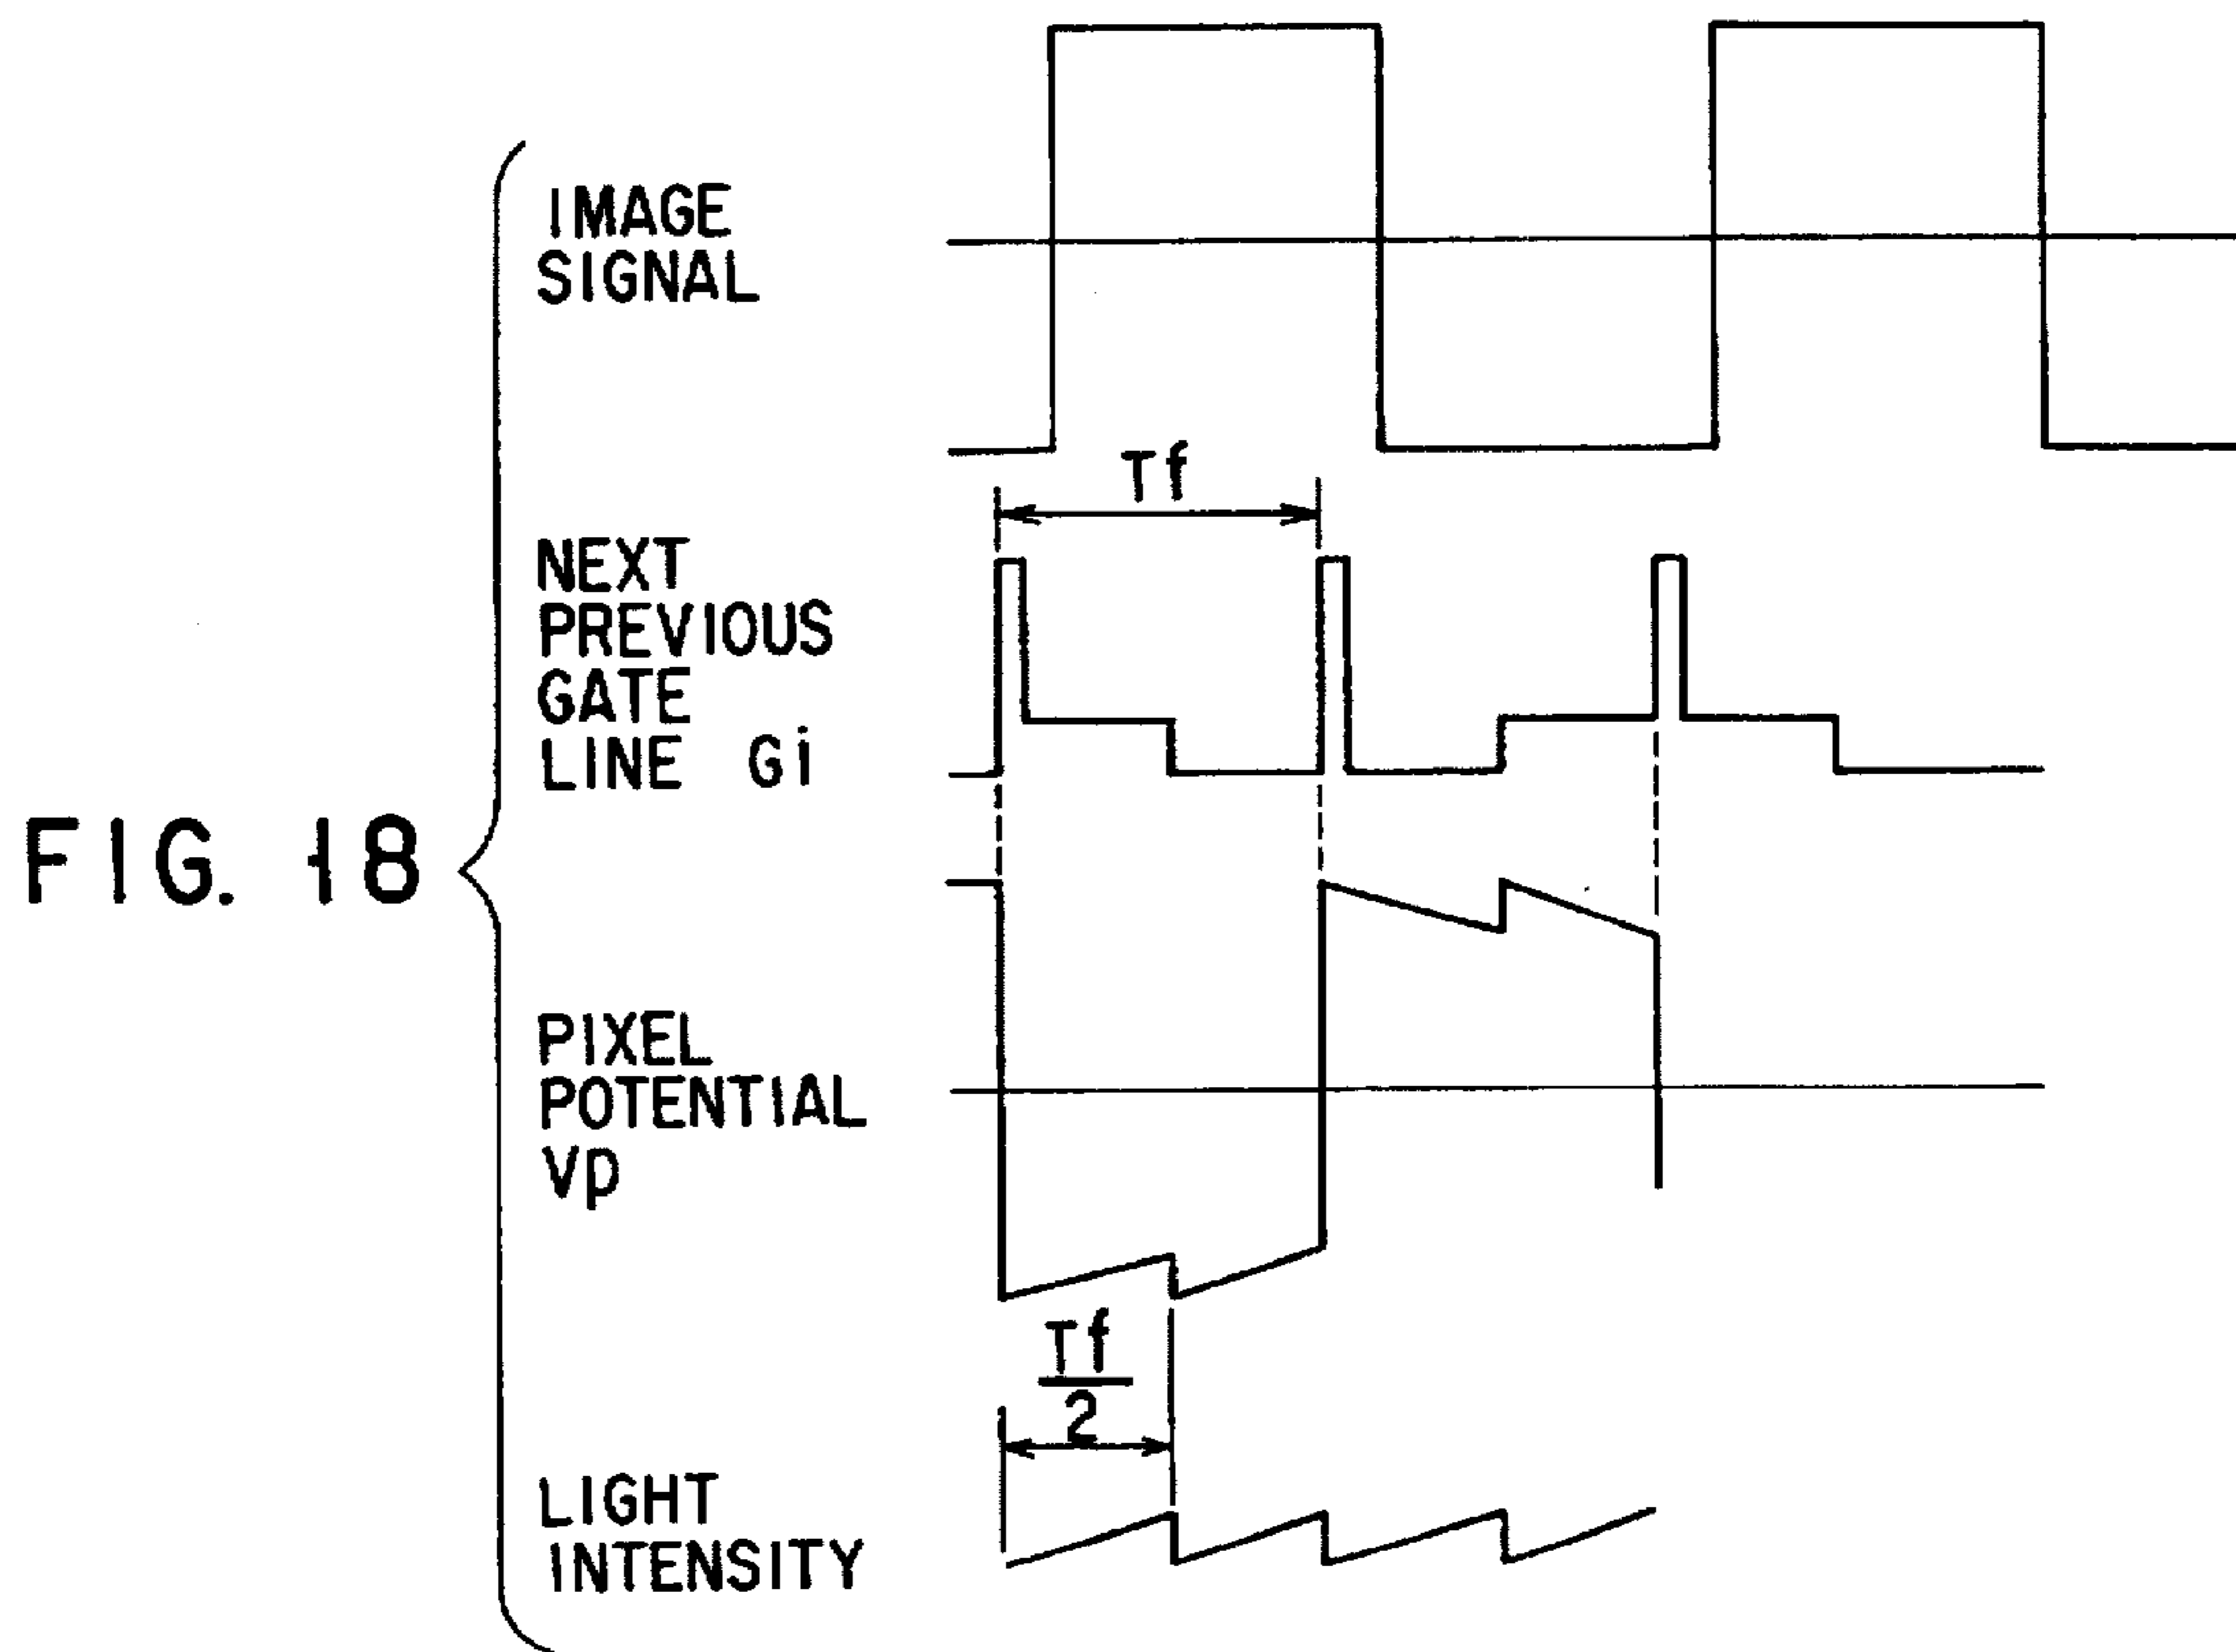 IMAGE
SIGNAL
Tf
NEXT
PREVIOUS
GATE
LINE Gi
FIG. 18
PIXEL
POTENTIAL
Vp
Tf
2
LIGHT
INTENSITY